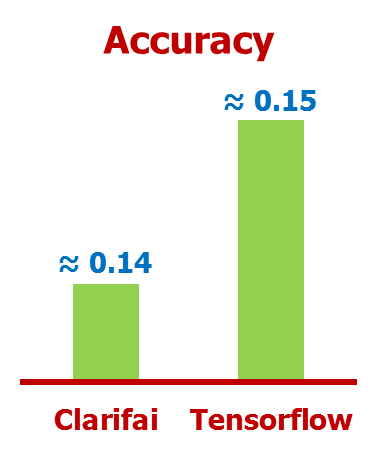 Accuracy
≈ 0.15
≈ 0.14
Clarifai Tensorflow